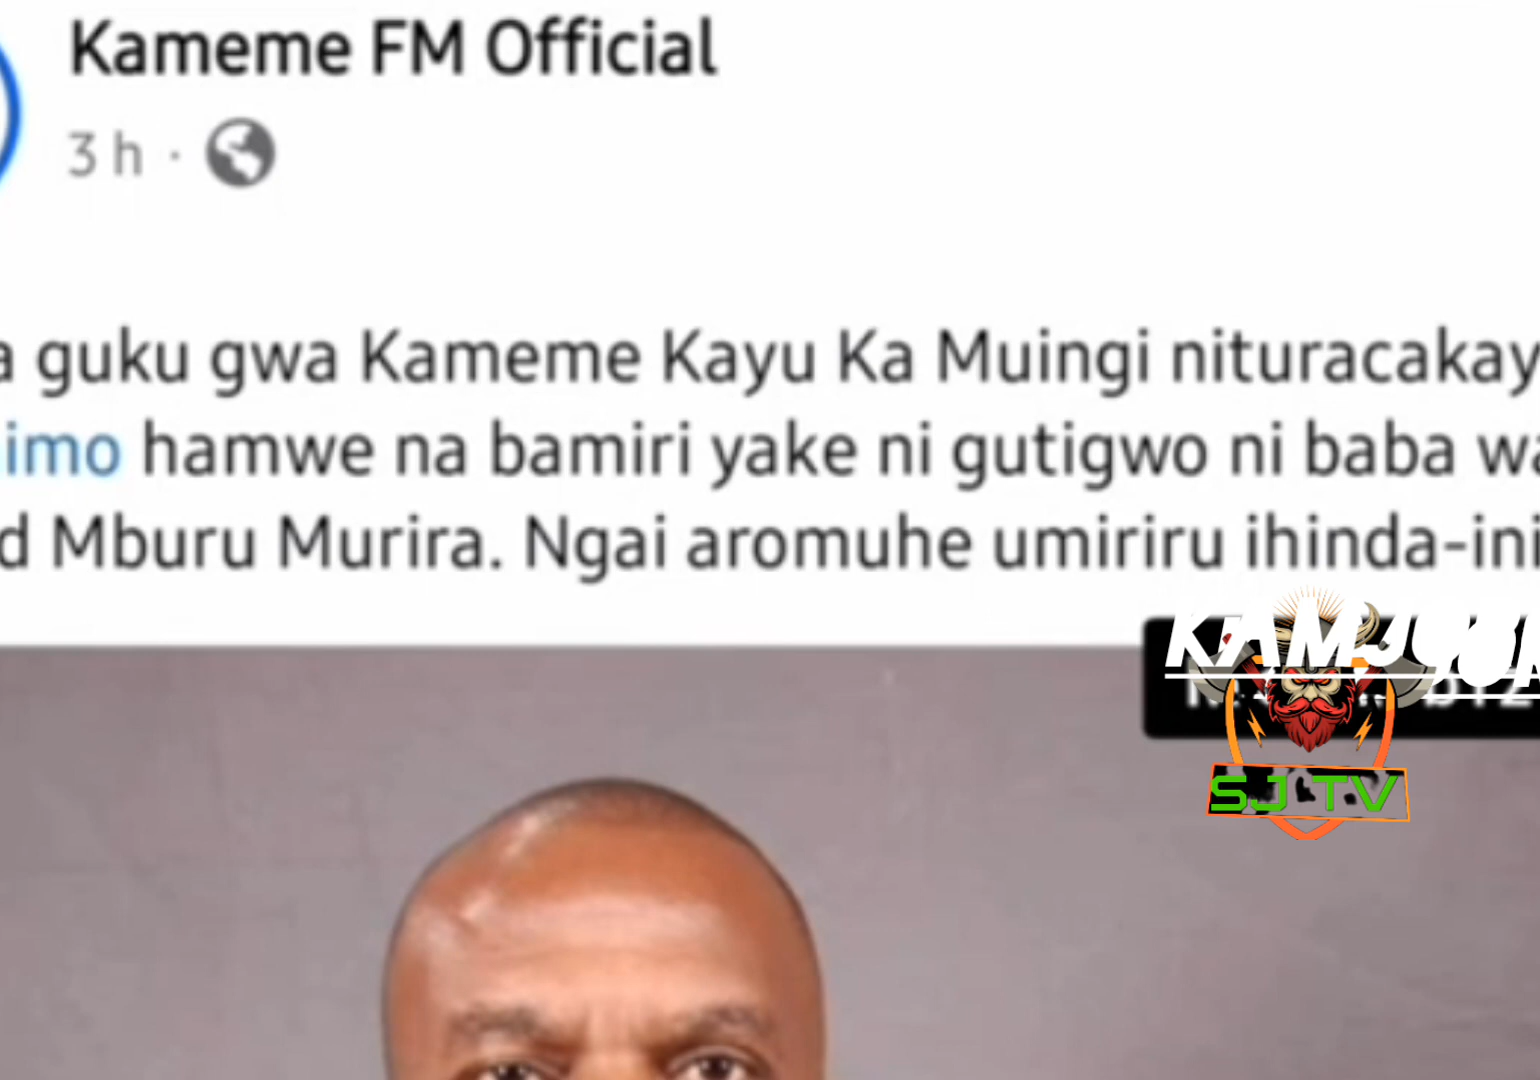 Kameme FM Official
3 h ·
a guku gwa Kameme Kayu Ka Muingi nituracakay
imo hamwe na bamiri yake ni gutigwo ni baba wa
d Mburu Murira. Ngai aromuhe umiriru ihinda-ini
SJ TV